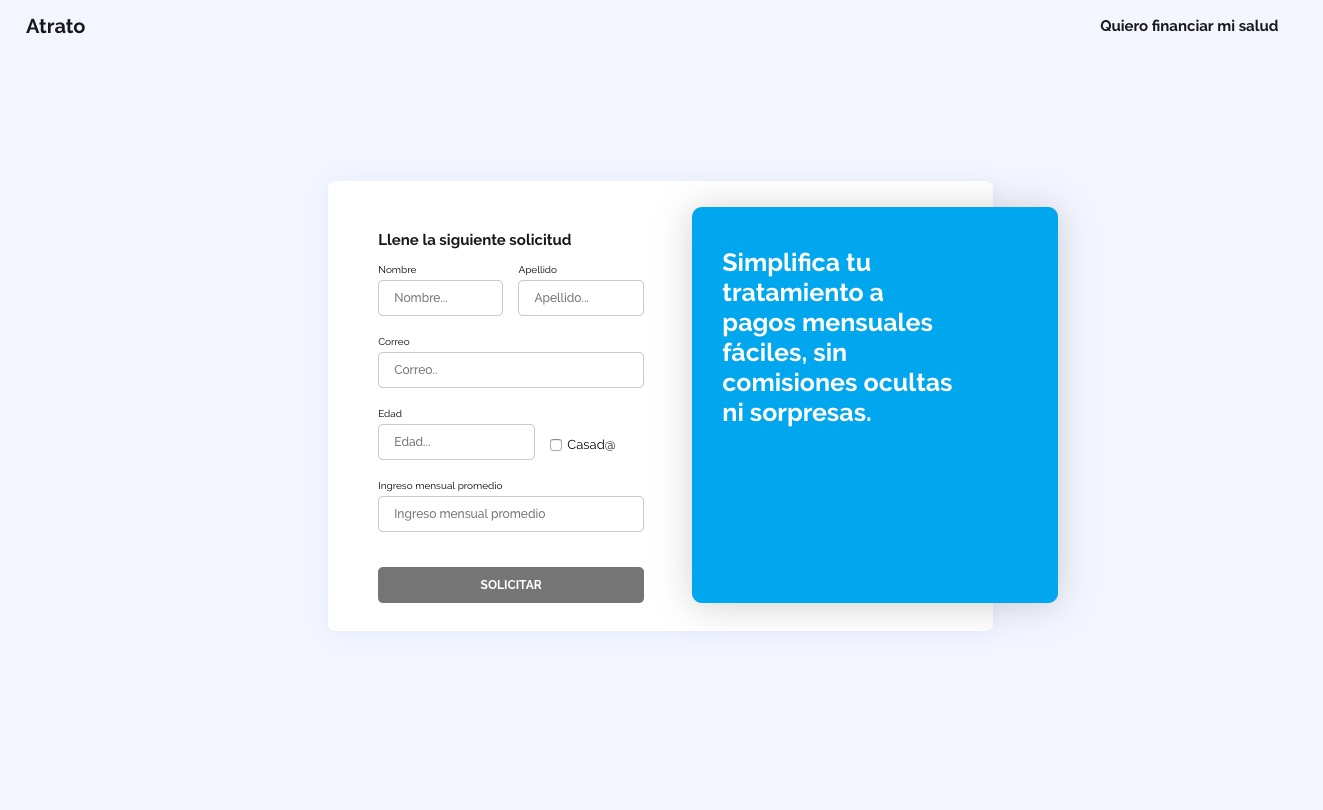 Atrato
Quiero financiar mi salud
Llene la siguiente solicitud
Nombre
Apellido
Nombre...
Apellido...
Correo
Correo..
Edad
Edad...
Casad@
Ingreso mensual promedio
Ingreso mensual promedio
SOLICITAR
Simplifica tu
tratamiento a
pagos mensuales
fáciles, sin
comisiones ocultas
ni sorpresas.